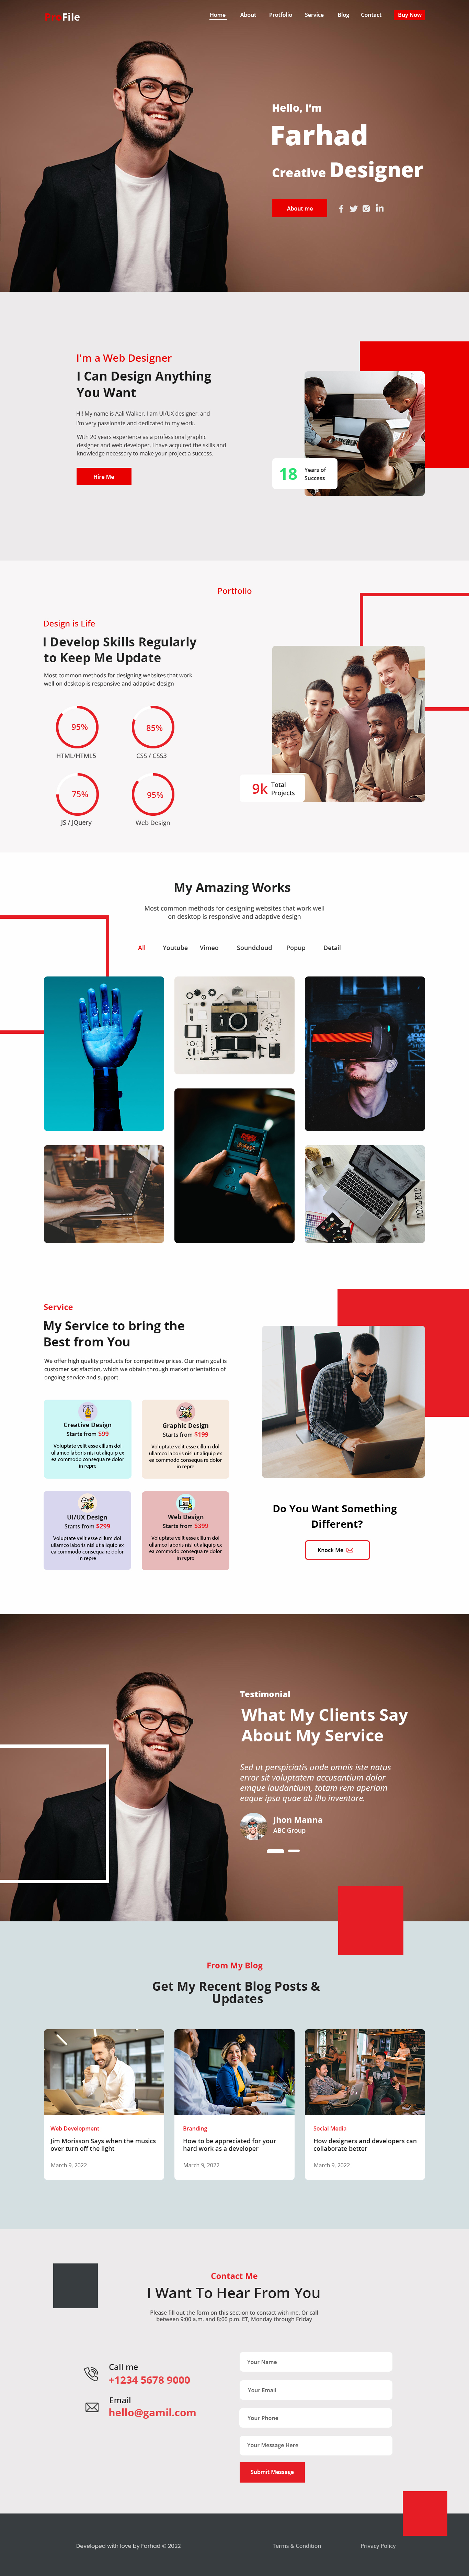 ProFile
Home About Protfolio Service Blog Contact Buy Now
Hello, I'm
Farhad
Creative Designer
About me
I'm a Web Designer
I Can Design Anything
You Want
Hi! My name is Aali Walker. I am UI/UX designer, and
I'm very passionate and dedicated to my work.
With 20 years experience as a professional graphic
designer and web developer, I have acquired the skills and
knowledge necessary to make your project a success.
Hire Me
18 Years of
Success
Portfolio
Design is Life
I Develop Skills Regularly
to Keep Me Update
Most common methods for designing websites that work
well on desktop is responsive and adaptive design
95% 85%
HTML/HTML5 CSS / CSS3
75% 95%
JS / JQuery Web Design
9k Total
Projects
My Amazing Works
Most common methods for designing websites that work well
on desktop is responsive and adaptive design
All Youtube Vimeo Soundcloud Popup Detail
TOOL KIT
Service
My Service to bring the
Best from You
We offer high quality products for competitive prices. Our main goal is
customer satisfaction, which we obtain through market orientation of
ongoing service and support.
Creative Design
Starts from $99
Voluptate velit esse cillum dol
ullamco laboris nisi ut aliquip ex
ea commodo consequa re dolor
in repre
Graphic Design
Starts from $199
Voluptate velit esse cillum dol
ullamco laboris nisi ut aliquip ex
ea commodo consequa re dolor
in repre
UI/UX Design
Starts from $299
Voluptate velit esse cillum dol
ullamco laboris nisi ut aliquip ex
ea commodo consequa re dolor
in repre
Web Design
Starts from $399
Voluptate velit esse cillum dol
ullamco laboris nisi ut aliquip ex
ea commodo consequa re dolor
in repre
Do You Want Something
Different?
Knock Me
Testimonial
What My Clients Say
About My Service
Sed ut perspiciatis unde omnis iste natus
error sit voluptatem accusantium dolor
emque laudantium, totam rem aperiam
eaque ipsa quae ab illo inventore.
Jhon Manna
ABC Group
From My Blog
Get My Recent Blog Posts &
Updates
Web Development
Jim Morisson Says when the musics
over turn off the light
March 9, 2022
Branding
How to be appreciated for your
hard work as a developer
March 9, 2022
Social Media
How designers and developers can
collaborate better
March 9, 2022
Contact Me
I Want To Hear From You
Please fill out the form on this section to contact with me. Or call
between 9:00 a.m. and 8:00 p.m. ET, Monday through Friday
Call me
+1234 5678 9000
Email
hello@gamil.com
Your Name
Your Email
Your Phone
Your Message Here
Submit Message
Developed with love by Farhad © 2022 Terms & Condition Privacy Policy